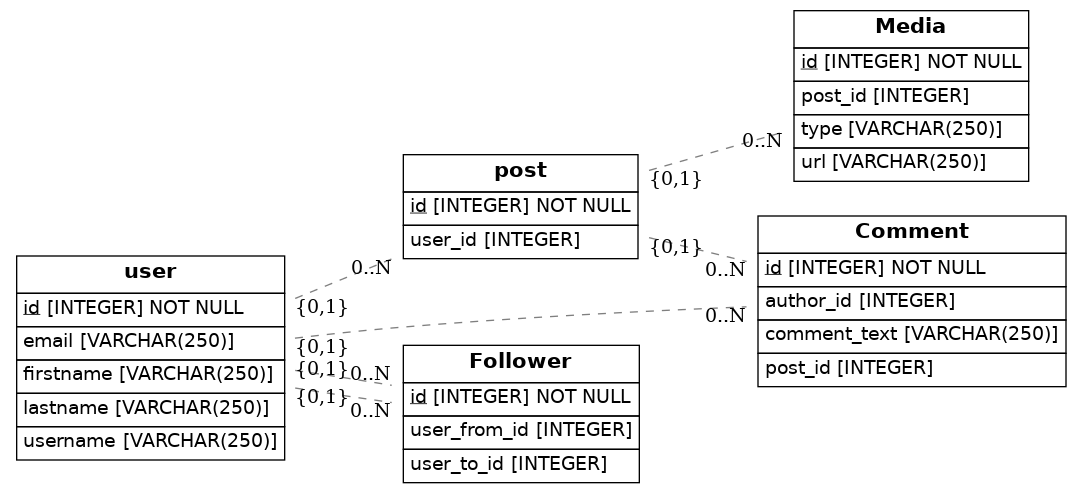 Media
id [INTEGER] NOT NULL
post_id [INTEGER]
type [VARCHAR(250)]
url [VARCHAR(250)]
0..N
{0,1}
post
id [INTEGER] NOT NULL
user_id [INTEGER]
{0,1}
0..N
Comment
id [INTEGER] NOT NULL
author_id [INTEGER]
comment_text [VARCHAR(250)]
post_id [INTEGER]
0..N
0..N
{0,1}
user
id [INTEGER] NOT NULL
email [VARCHAR(250)]
firstname [VARCHAR(250)]
lastname [VARCHAR(250)]
username [VARCHAR(250)]
{0,1}
{0,1}
0..N
{0,1}
0..N
Follower
id [INTEGER] NOT NULL
user_from_id [INTEGER]
user_to_id [INTEGER]